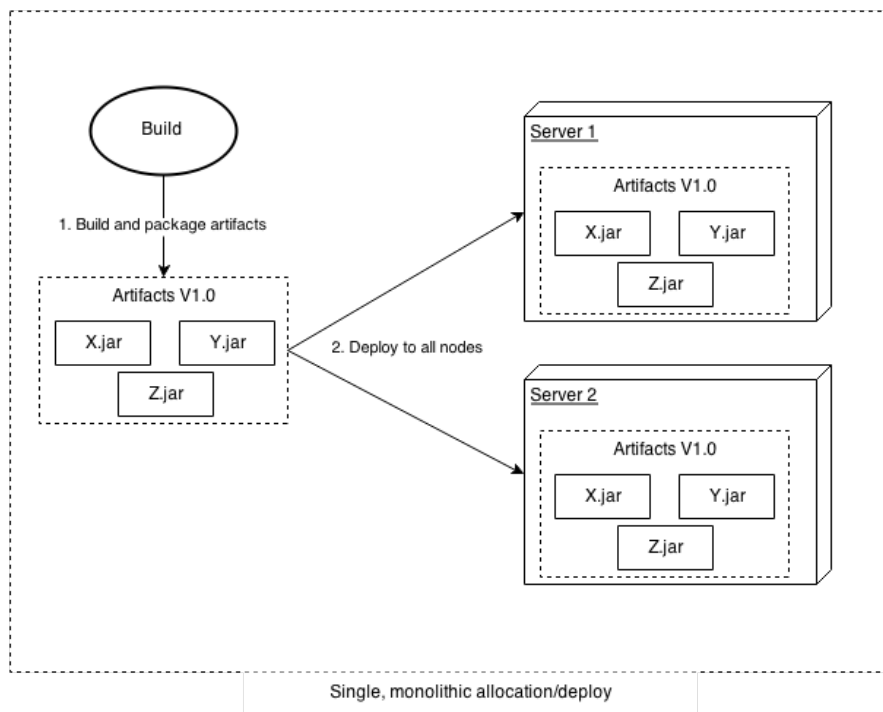 Build
1. Build and package artifacts
Artifacts V1.0
X.jar
Y.jar
Z.jar
2. Deploy to all nodes
Server 1
Artifacts V1.0
X.jar
Y.jar
Z.jar
Server 2
Artifacts V1.0
X.jar
Y.jar
Z.jar
Single, monolithic allocation/deploy